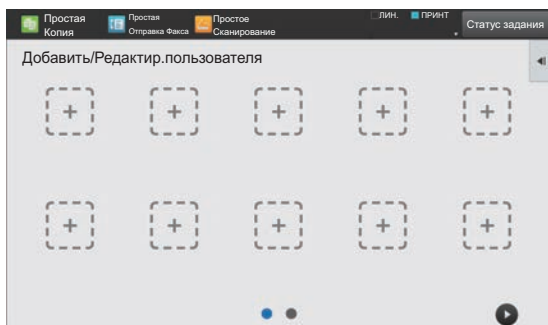 Простая
Копия
Простая
Отправка Факса
Простое
Сканирование
ЛИН.
ПРИНТ
Статус задания
Добавить/Редактир.пользователя